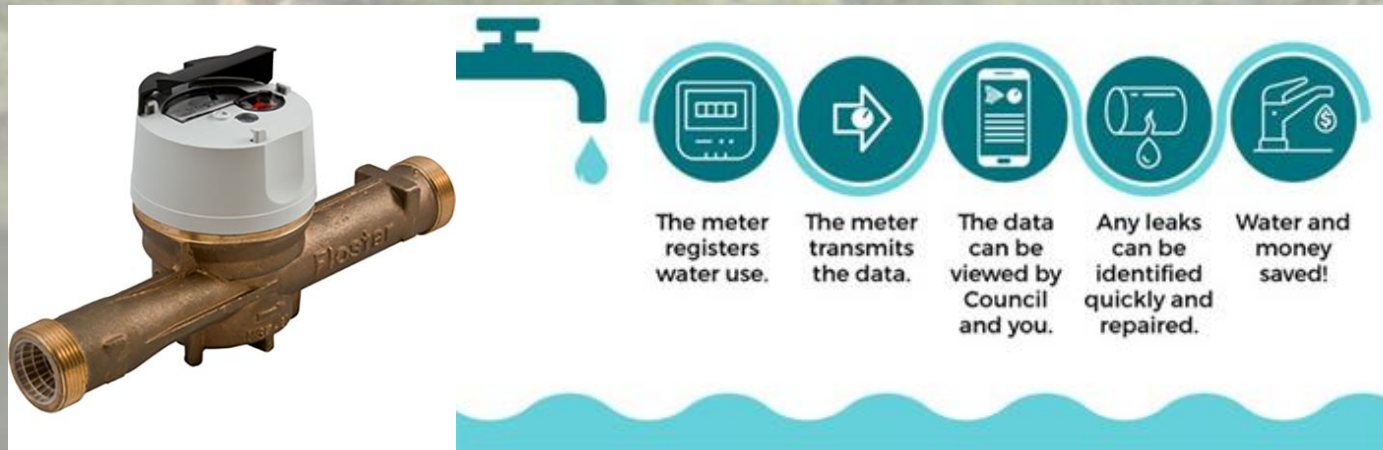 Flostar
The meter
registers
water use.
The meter
transmits
the data.
The data
can be
viewed by
Council
and you.
Any leaks
can be
identified
quickly and
repaired.
Water and
money
saved!
$